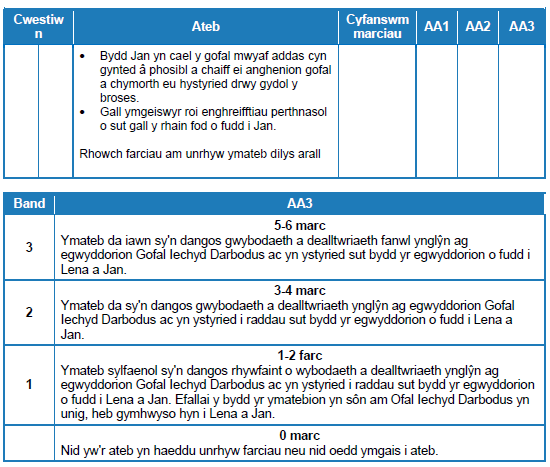 Cwestiw
n
Ateb
Cyfanswm
marciau
AA1
AA2
AA3
• Bydd Jan yn cael y gofal mwyaf addas cyn
gynted â phosibl a chaiff ei anghenion gofal
a chymorth eu hystyried drwy gydol y
broses.
• Gall ymgeiswyr roi enghreifftiau perthnasol
o sut gall y rhain fod o fudd i Jan.
Rhowch farciau am unrhyw ymateb dilys arall
Band
AA3
5-6 marc
3
Ymateb da iawn sy'n dangos gwybodaeth a dealltwriaeth fanwl ynglŷn ag
egwyddorion Gofal Iechyd Darbodus ac yn ystyried sut bydd yr egwyddorion o fudd i
Lena a Jan.
3-4 marc
2
Ymateb da sy'n dangos gwybodaeth a dealltwriaeth ynglŷn ag egwyddorion Gofal
Iechyd Darbodus ac yn ystyried i raddau sut bydd yr egwyddorion o fudd i Lena a
Jan.
1-2 farc
1
Ymateb sylfaenol sy'n dangos rhywfaint o wybodaeth a dealltwriaeth ynglŷn ag
egwyddorion Gofal Iechyd Darbodus ac yn ystyried i raddau sut bydd yr egwyddorion
o fudd i Lena a Jan. Efallai y bydd yr ymatebion yn sôn am Ofal Iechyd Darbodus yn
unig, heb gymhwyso hyn i Lena a Jan.
0 marc
Nid yw'r ateb yn haeddu unrhyw farciau neu nid oedd ymgais i ateb.